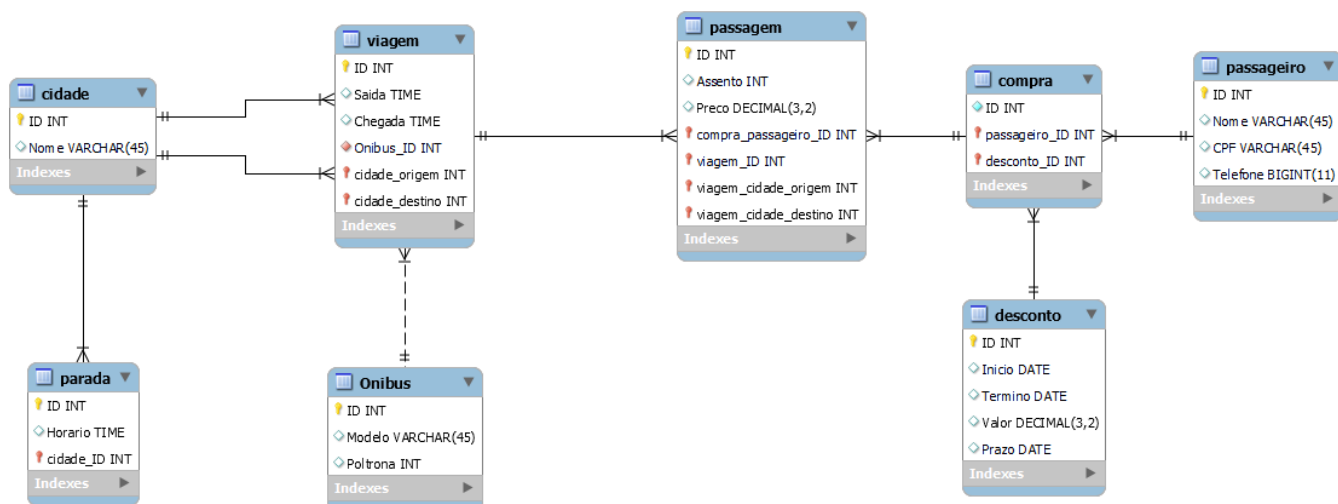 cidade
ID INT
Nome VARCHAR(45)
Indexes
viagem
ID INT
Saida TIME
Chegada TIME
Onibus_ID INT
cidade_origem INT
cidade_destino INT
Indexes
passagem
ID INT
Assento INT
Preco DECIMAL(3,2)
compra_passageiro_ID INT
viagem_ID INT
viagem_cidade_origem INT
viagem_cidade_destino INT
Indexes
compra
ID INT
passageiro_ID INT
desconto_ID INT
Indexes
passageiro
ID INT
Nome VARCHAR(45)
CPF VARCHAR(45)
Telefone BIGINT(11)
Indexes
parada
ID INT
Horario TIME
cidade_ID INT
Indexes
Onibus
ID INT
Modelo VARCHAR(45)
Poltrona INT
Indexes
desconto
ID INT
Inicio DATE
Termino DATE
Valor DECIMAL(3,2)
Prazo DATE
Indexes